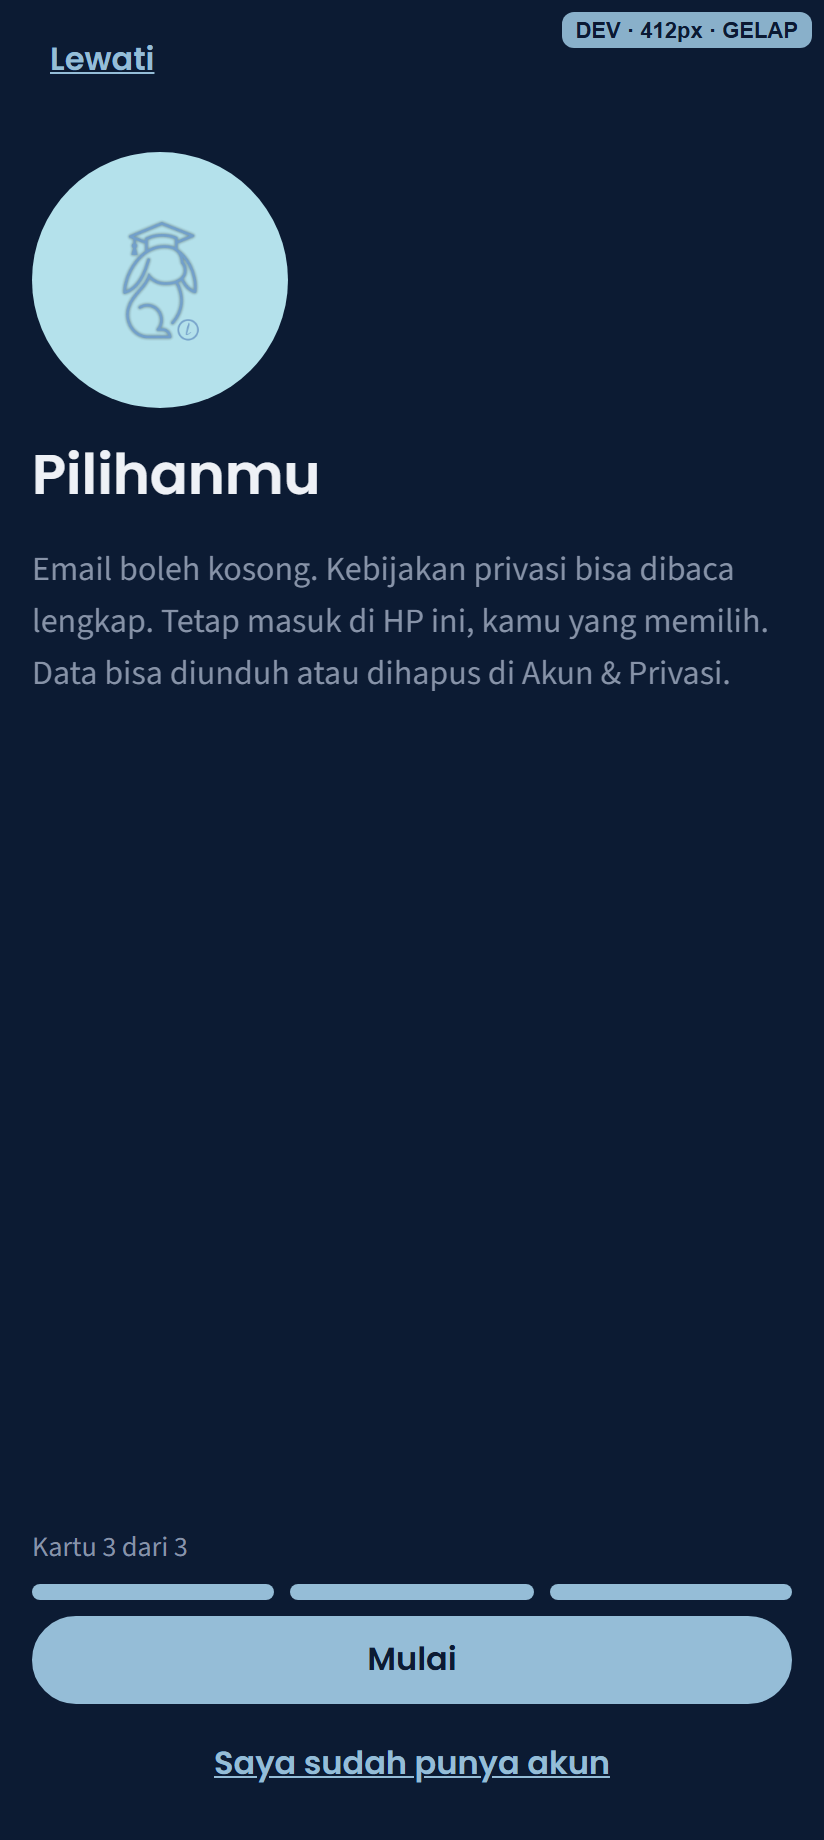 DEV · 412px · GELAP
Lewati
Pilihanmu
Email boleh kosong. Kebijakan privasi bisa dibaca
lengkap. Tetap masuk di HP ini, kamu yang memilih.
Data bisa diunduh atau dihapus di Akun & Privasi.
Kartu 3 dari 3
Mulai
Saya sudah punya akun